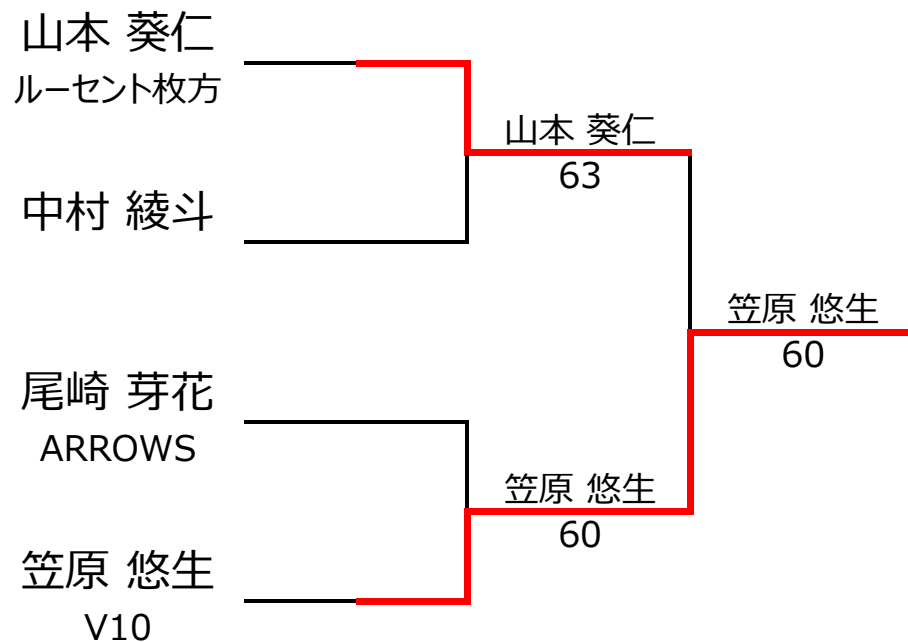 山本 葵仁
ルーセント枚方
山本 葵仁
63
中村 綾斗
笠原 悠生
60
尾崎 芽花
ARROWS
笠原 悠生
60
笠原 悠生
V10